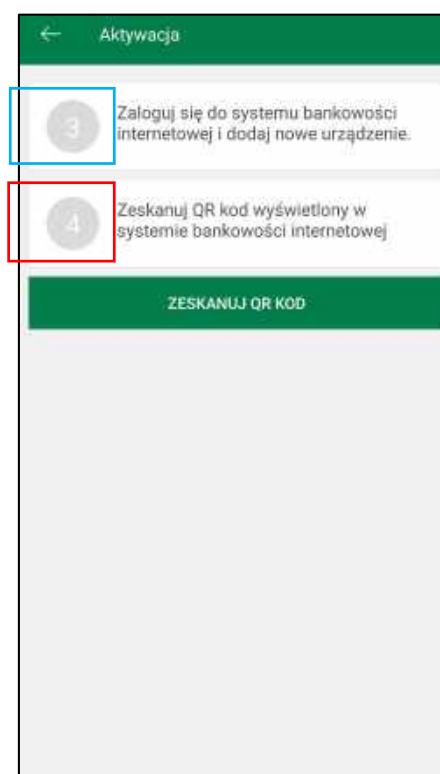 Aktywacja
3
Zaloguj się do systemu bankowości
internetowej i dodaj nowe urządzenie.
4
Zeskanuj QR kod wyświetlony w
systemie bankowości internetowej
ZESKANUJ QR KOD